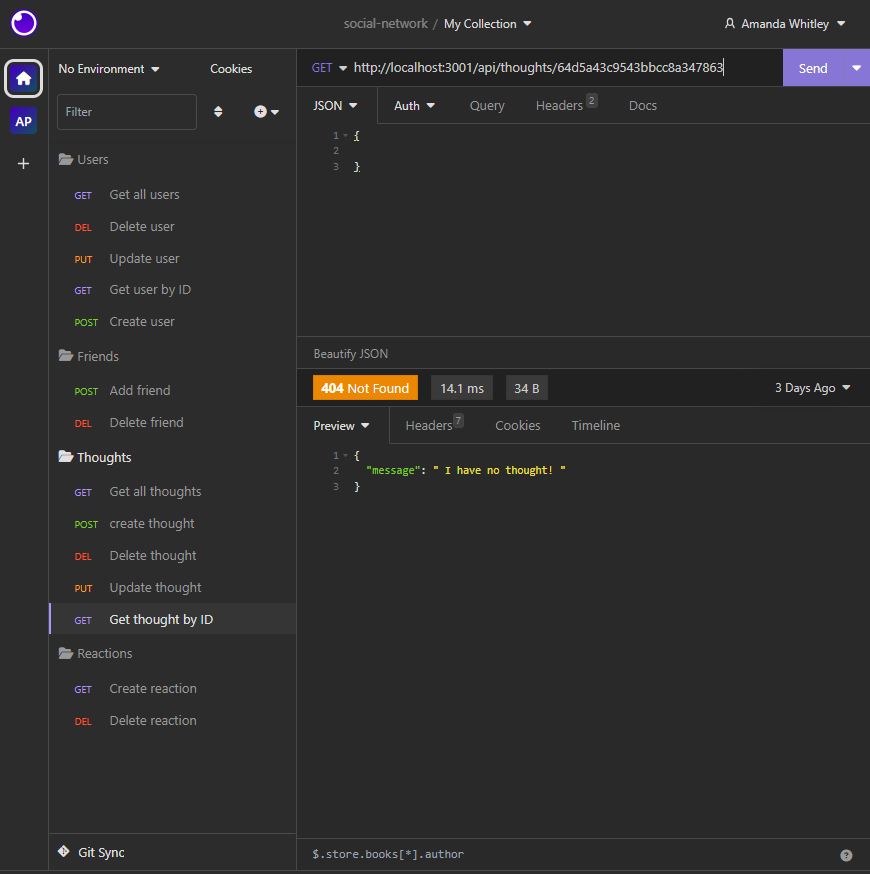 social-network / My Collection
Amanda Whitley
AP
No Environment
Cookies
Filter
Users
GET Get all users
DEL Delete user
PUT Update user
GET Get user by ID
POST Create user
Friends
POST Add friend
DEL Delete friend
Thoughts
GET Get all thoughts
POST create thought
DEL Delete thought
PUT Update thought
GET Get thought by ID
Reactions
GET Create reaction
DEL Delete reaction
Git Sync
GET http://localhost:3001/api/thoughts/64d5a43c9543bbcc8a347863
Send
JSON Auth Query Headers 2 Docs
1 {
2
3 }
Beautify JSON
404 Not Found 14.1 ms 34 B 3 Days Ago
Preview Headers 7 Cookies Timeline
1 {
2 "message": " I have no thought! "
3 }
$.store.books[*].author
?